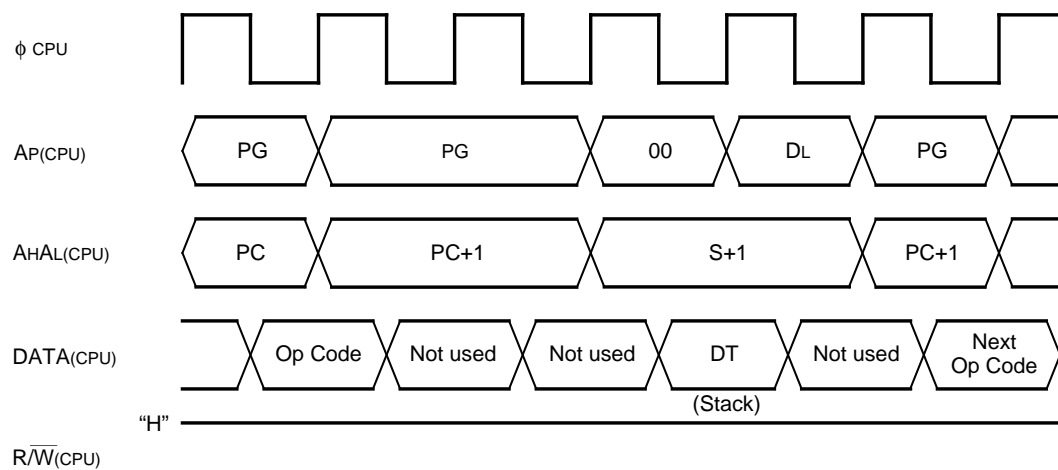 ϕ CPU
AP(CPU) PG PG 00 DL PG
AHAL(CPU) PC PC+1 S+1 PC+1
DATA(CPU) Op Code Not used Not used DT Not used Next Op Code
(Stack)
“H”
R/W(CPU)